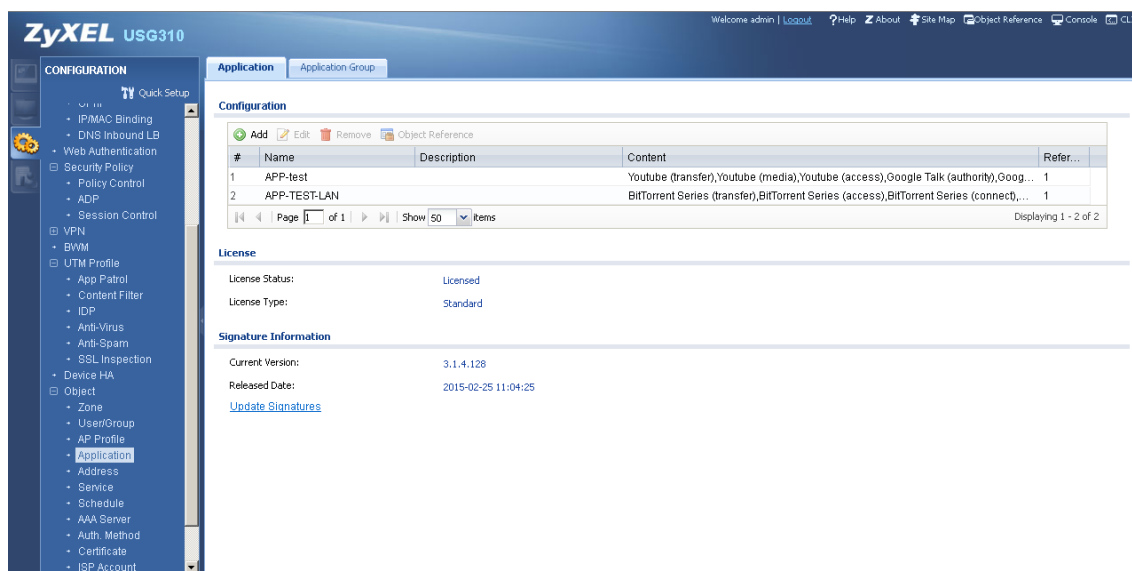 Welcome admin | Logout ?Help Z About Site Map Object Reference Console
ZyXEL USG310
CONFIGURATION
Quick Setup
IP/MAC Binding
DNS Inbound LB
Web Authentication
Security Policy
Policy Control
ADP
Session Control
VPN
BWM
UTM Profile
App Patrol
Content Filter
IDP
Anti-Virus
Anti-Spam
SSL Inspection
Device HA
Object
Zone
User/Group
AP Profile
Application
Address
Service
Schedule
AAA Server
Auth. Method
Certificate
ISP Account
Application Application Group
Configuration
Add Edit Remove Object Reference
# Name Description Content Refer...
1 APP-test Youtube (transfer),Youtube (media),Youtube (access),Google Talk (authority),Goog... 1
2 APP-TEST-LAN BitTorrent Series (transfer),BitTorrent Series (access),BitTorrent Series (connect),... 1
Page 1 of 1 Show 50 items Displaying 1 - 2 of 2
License
License Status: Licensed
License Type: Standard
Signature Information
Current Version: 3.1.4.128
Released Date: 2015-02-25 11:04:25
Update Signatures